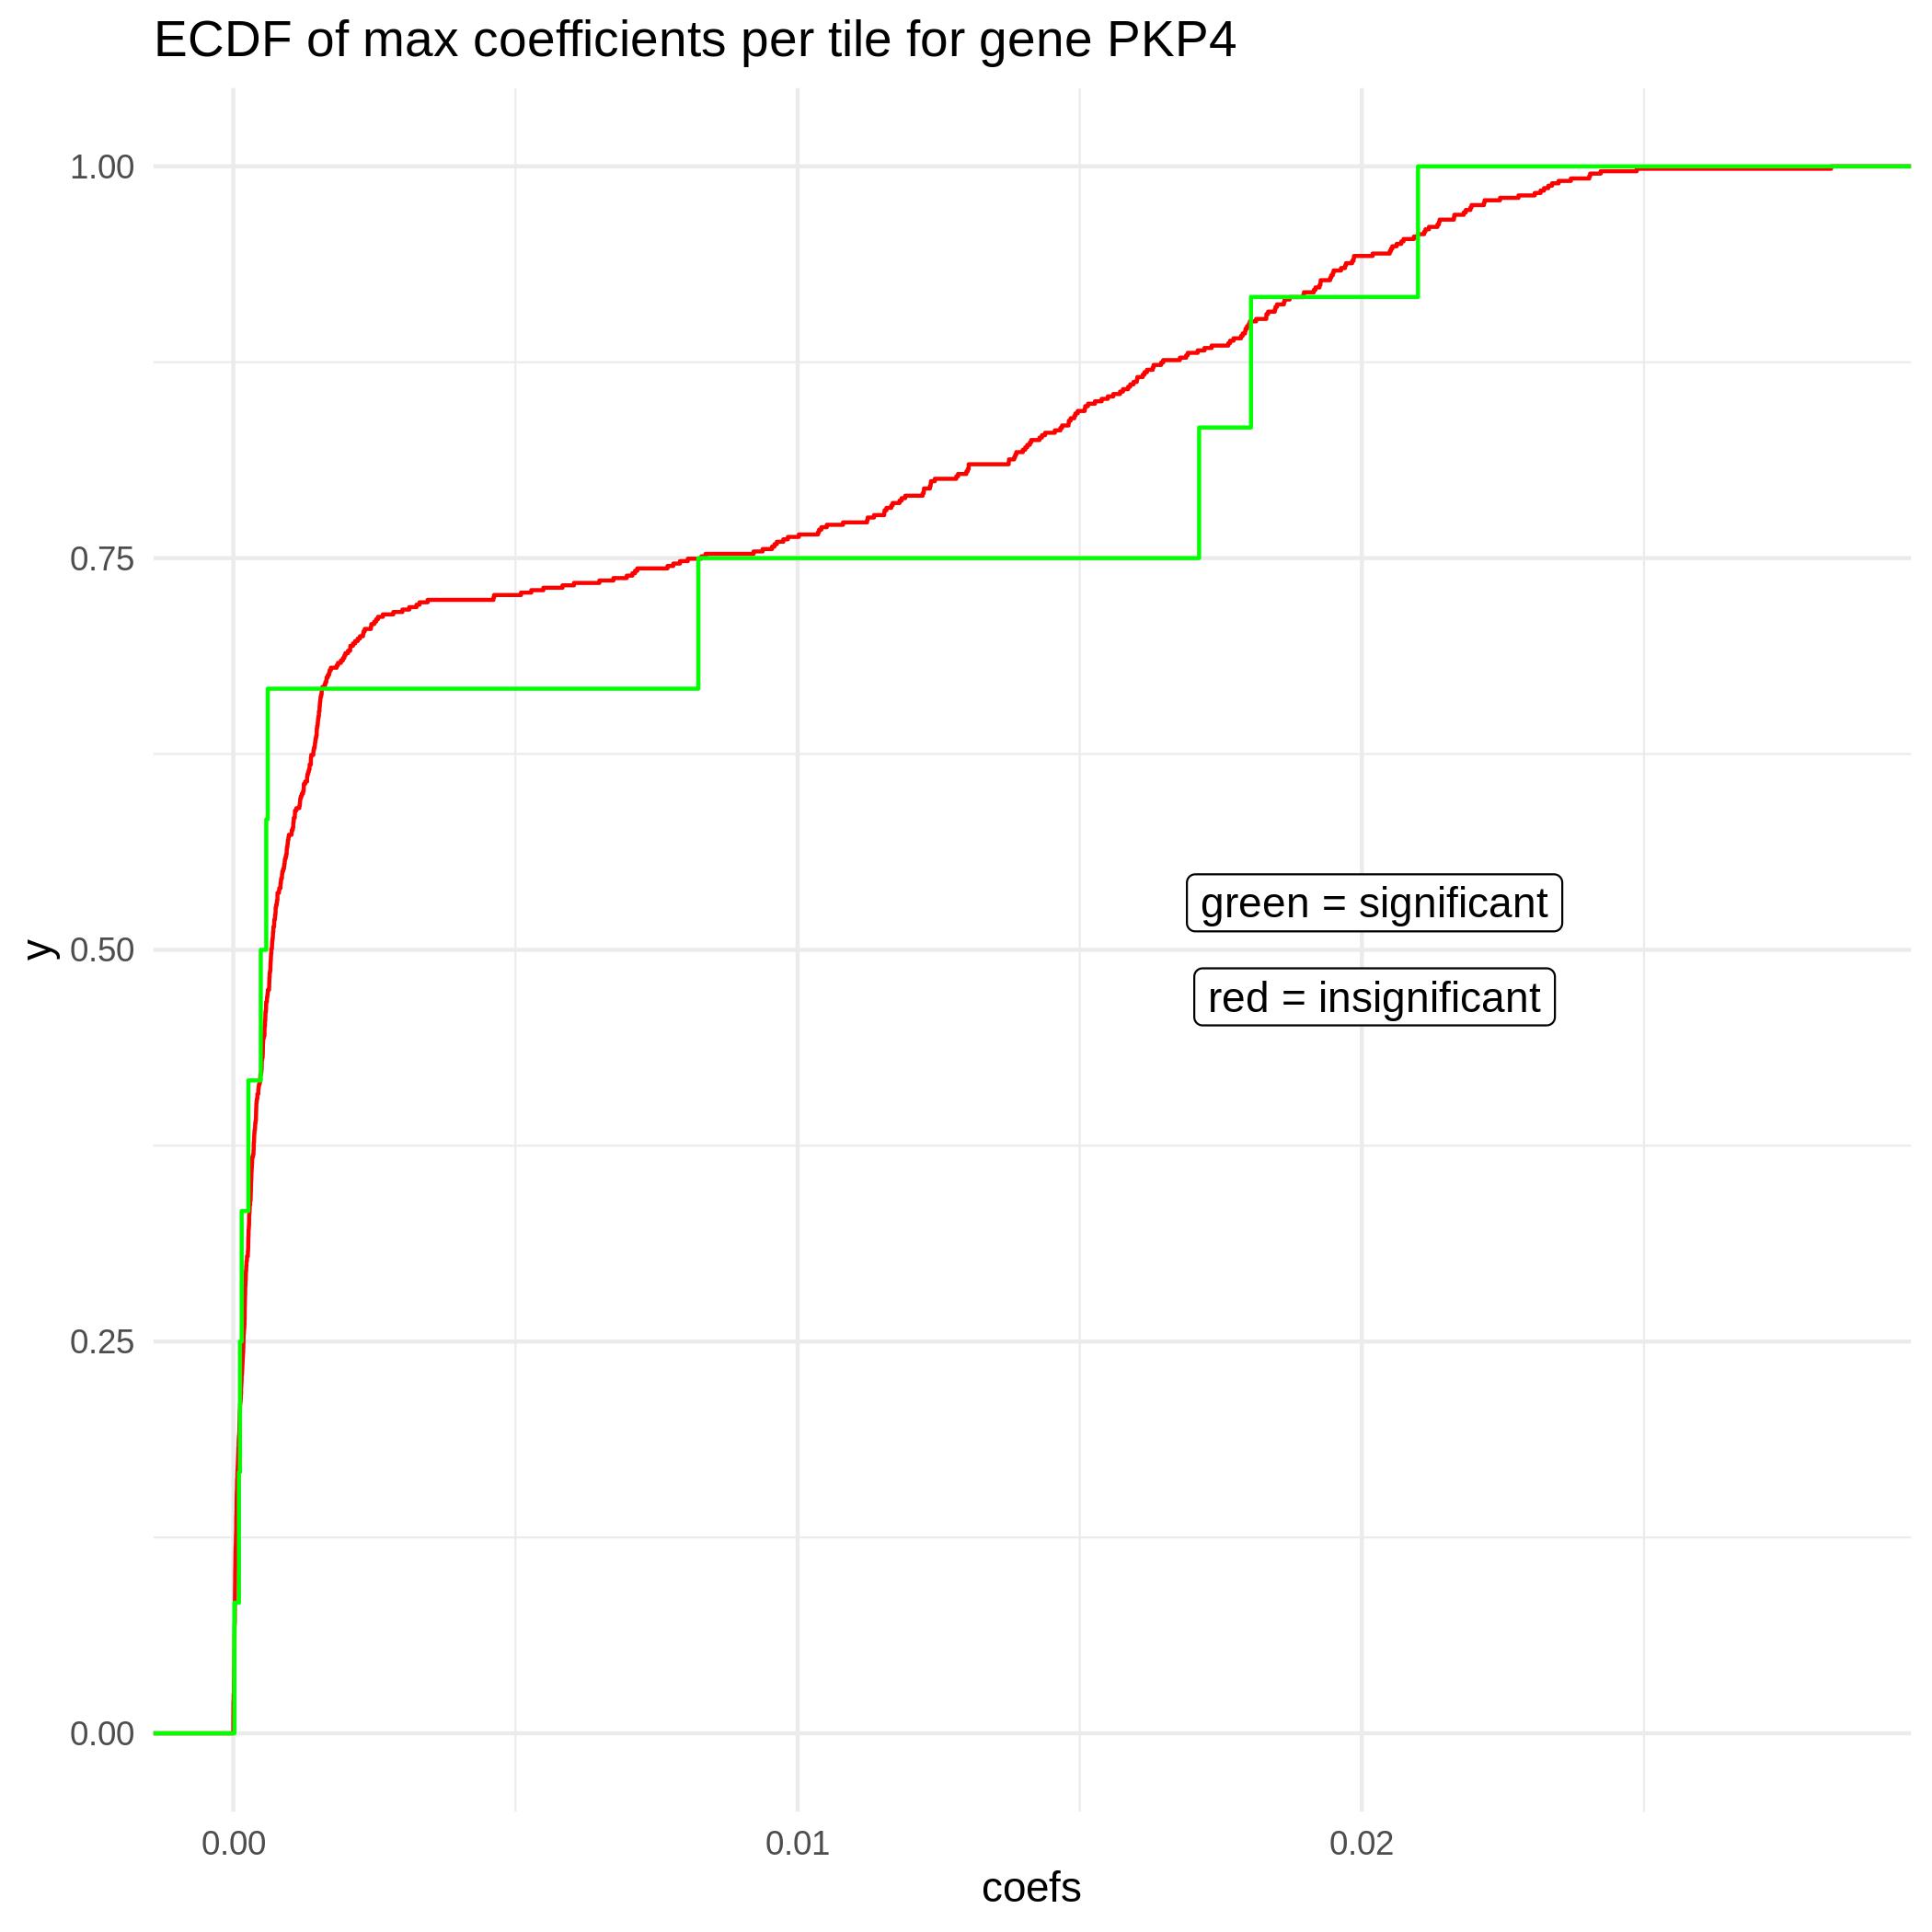 ECDF of max coefficients per tile for gene PKP4
1.00
0.75
0.50
0.25
0.00
y
green = significant
red = insignificant
0.00 0.01 0.02
coefs